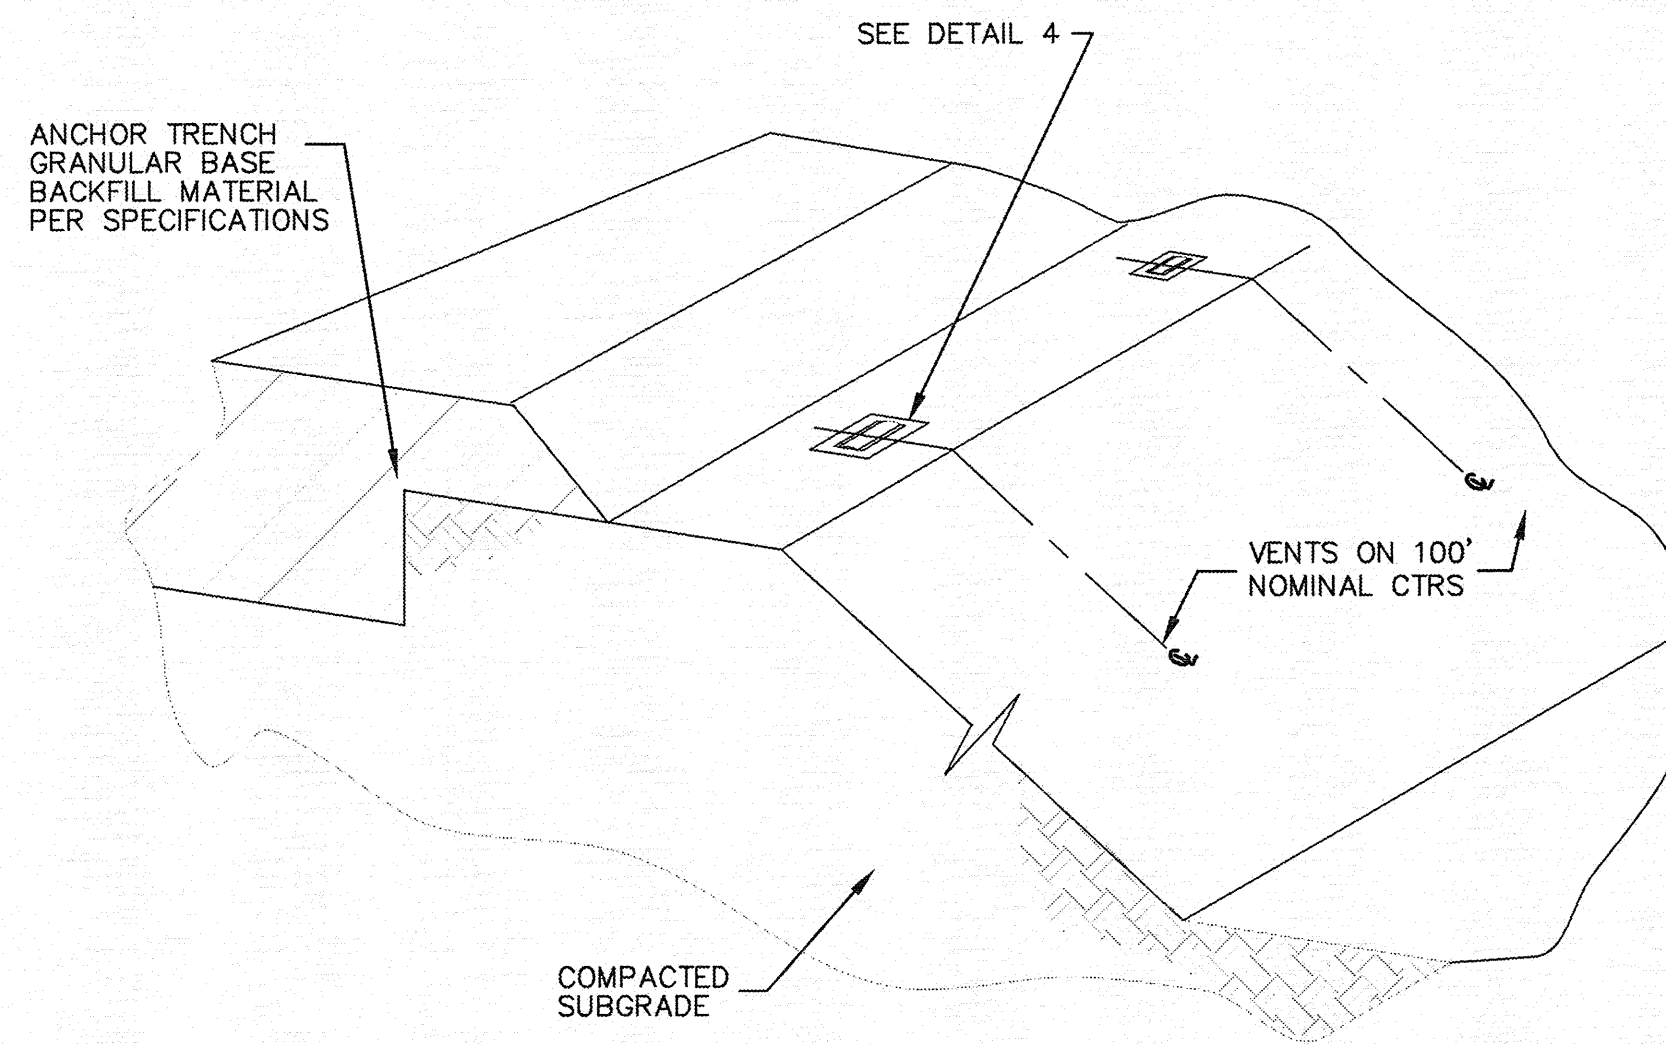 SEE DETAIL 4
ANCHOR TRENCH
GRANULAR BASE
BACKFILL MATERIAL
PER SPECIFICATIONS
VENTS ON 100'
NOMINAL CTRS
COMPACTED
SUBGRADE